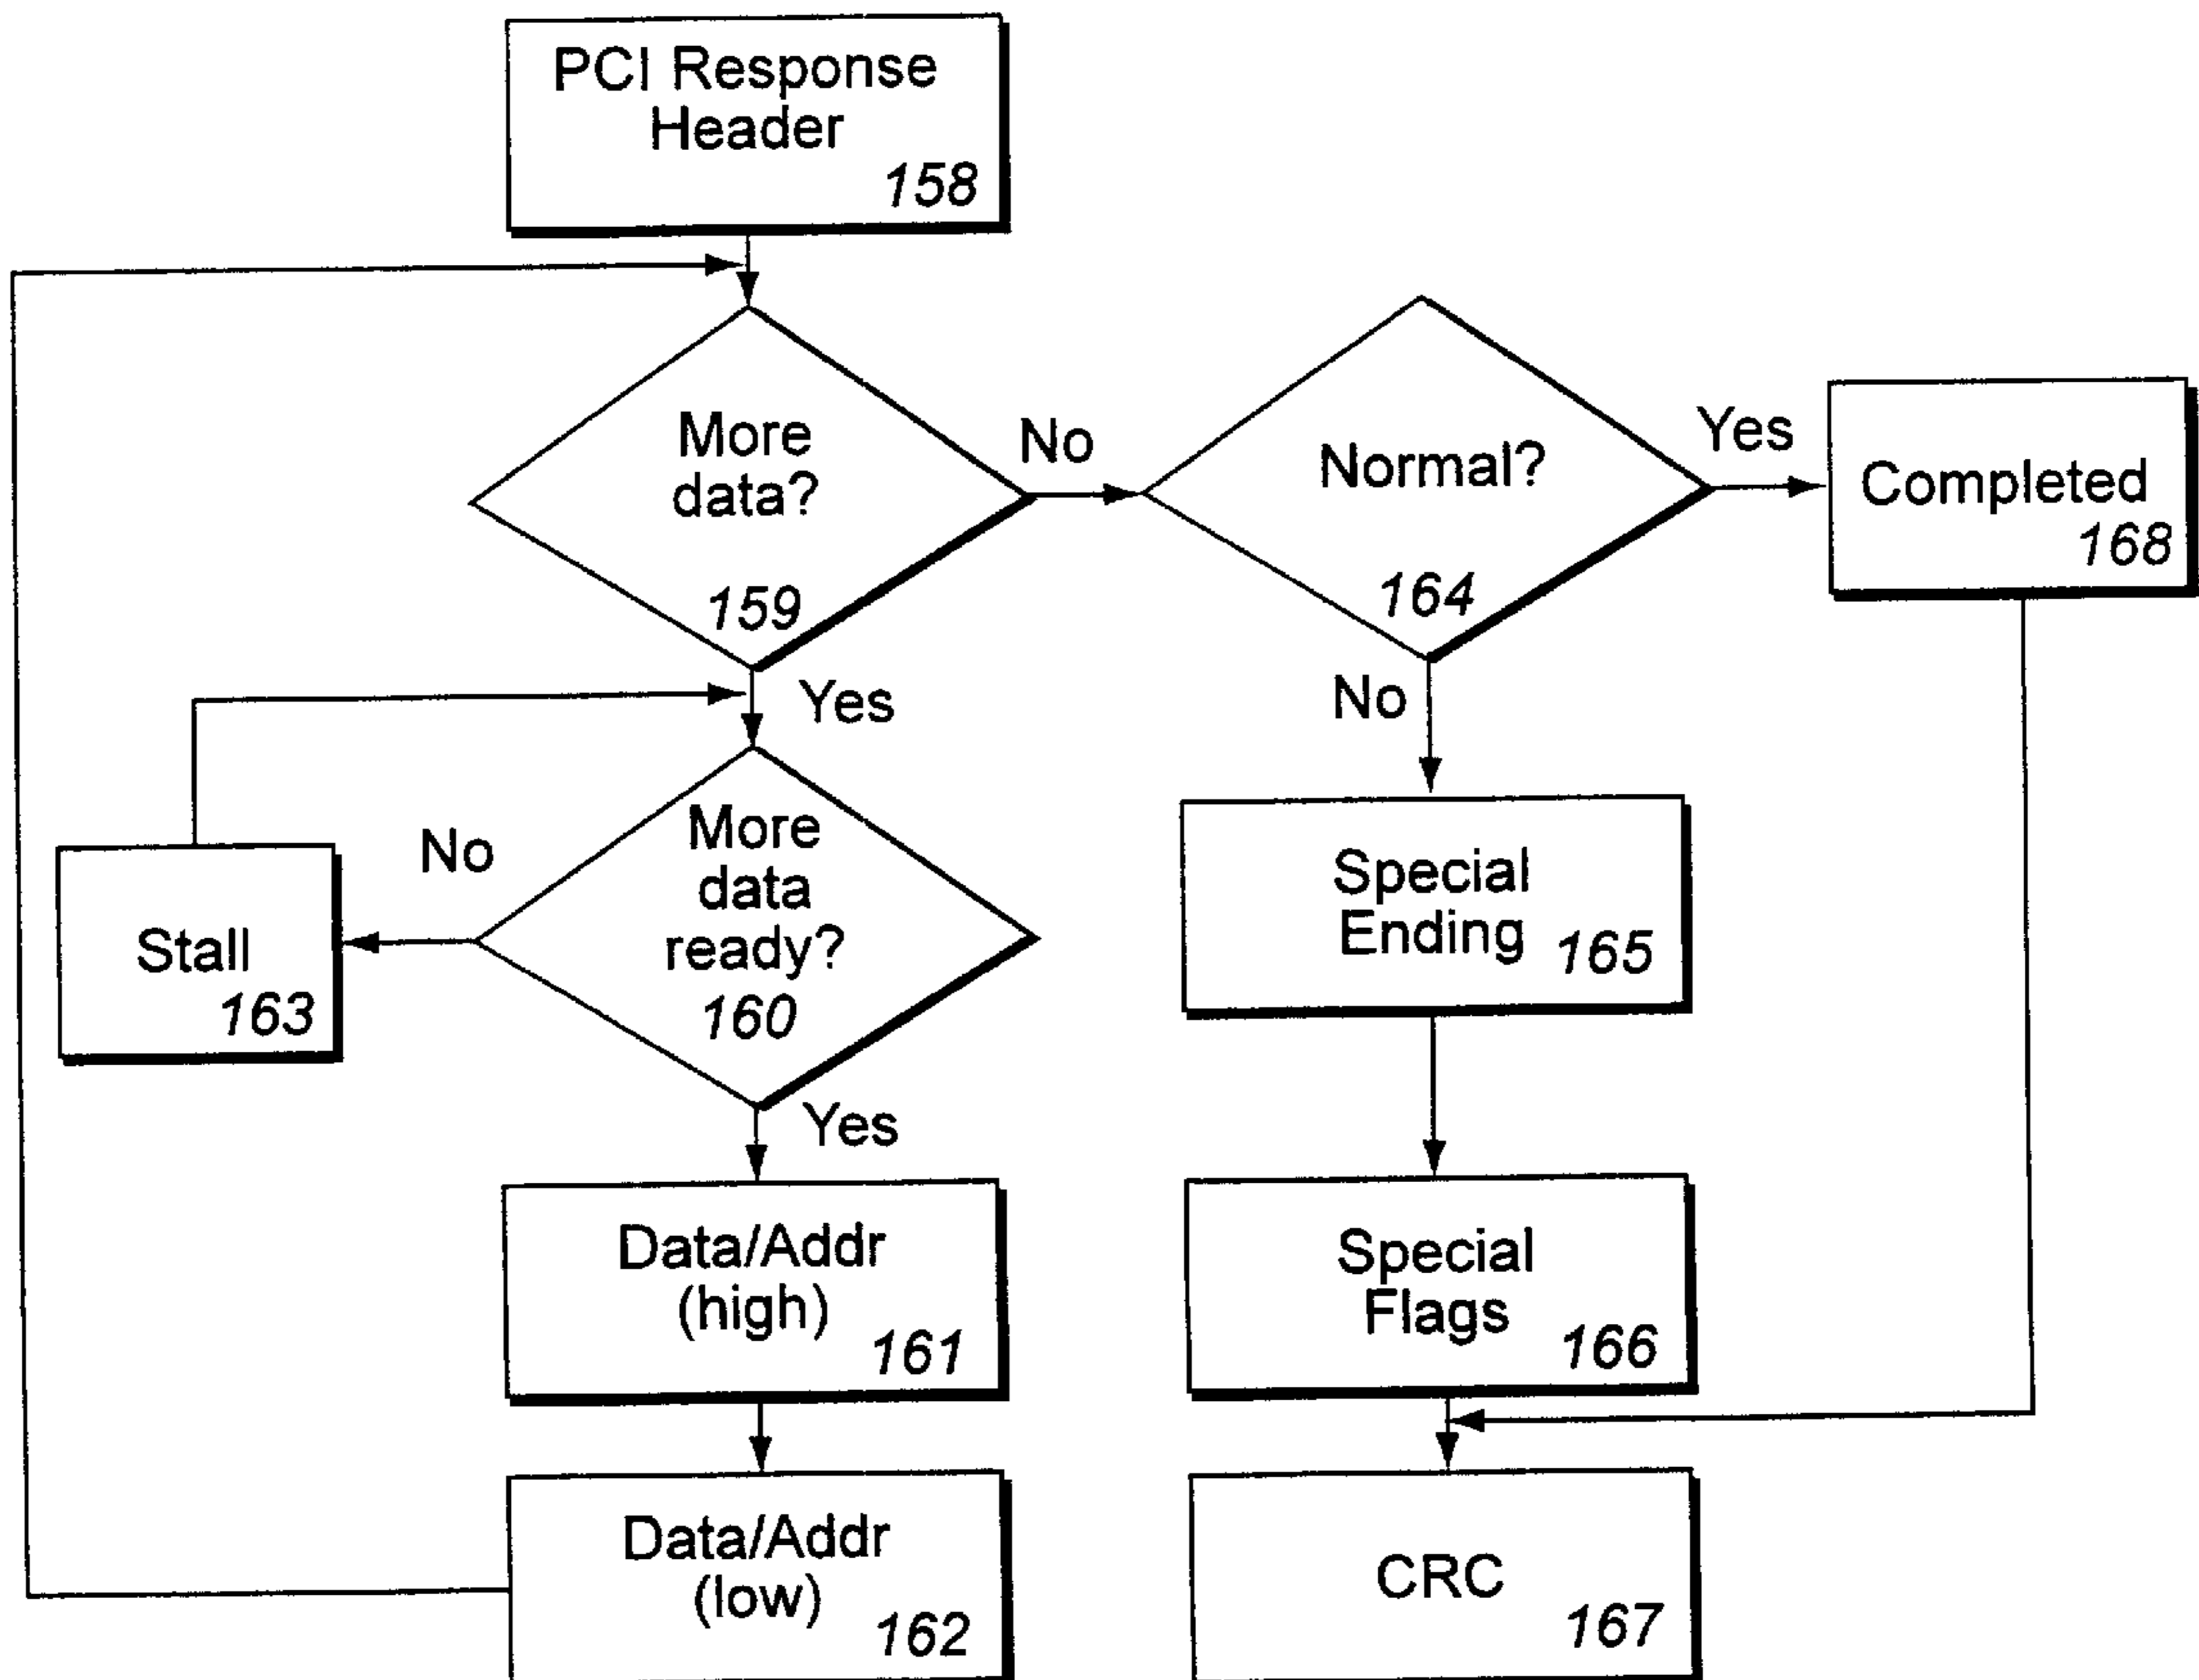 PCI Response
Header
158
More
data?
159
No
Normal?
164
Yes
Completed
168
Yes
No
More
data
ready?
160
No
Stall
163
Special
Ending
165
Yes
Data/Addr
(high)
161
Special
Flags
166
Data/Addr
(low)
162
CRC
167